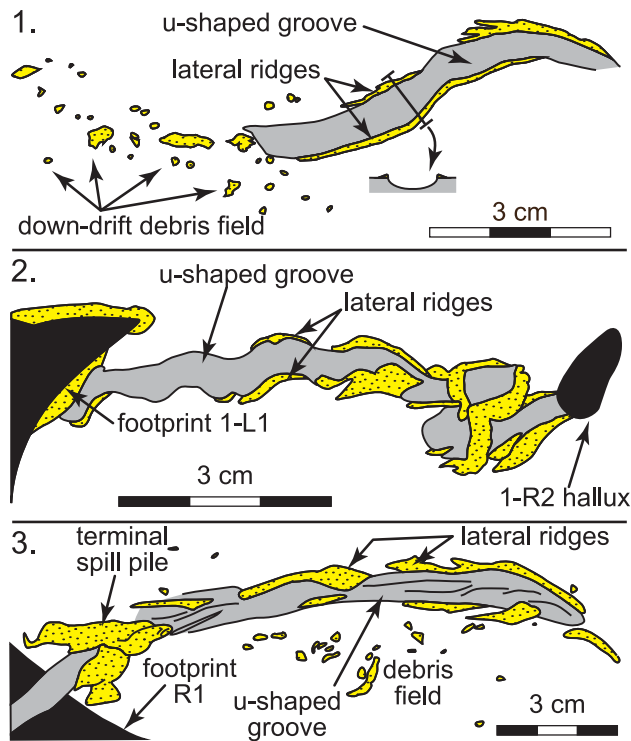 1.
u-shaped groove
lateral ridges
down-drift debris field
3 cm
2.
u-shaped groove
lateral ridges
footprint 1-L1
3 cm
1-R2 hallux
3.
terminal
spill pile
lateral ridges
footprint
R1
u-shaped
groove
debris
field
3 cm